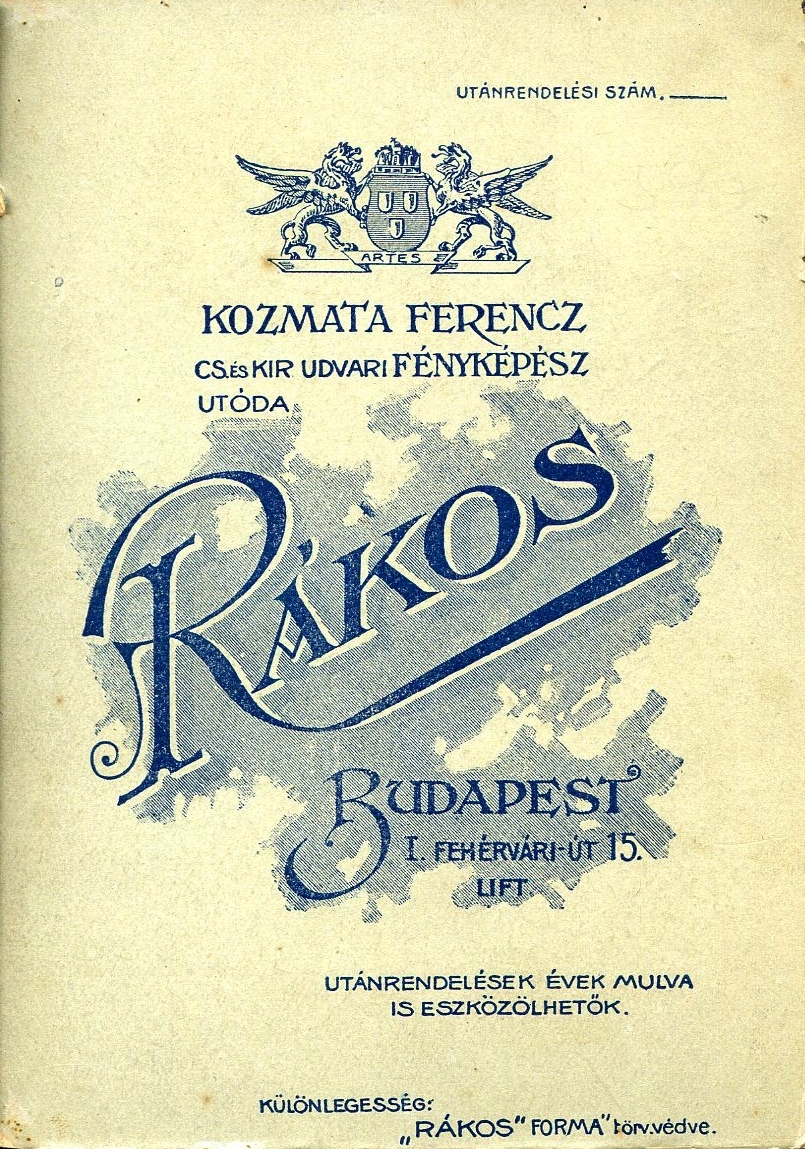 UTÁNRENDELÉSI SZÁM.
ARTES
KOZMATA FERENCZ
CS. és KIR UDVARI FÉNYKÉPÉSZ
UTÓDA
RÁKOS
BUDAPEST
I. FEHÉRVÁRI-ÚT 15.
LIFT.
UTÁNRENDELÉSEK ÉVEK MULVA
IS ESZKÖZÖLHETŐK.
KÜLÖNLEGESSÉG:
„RÁKOS" FORMA" törv.védve.